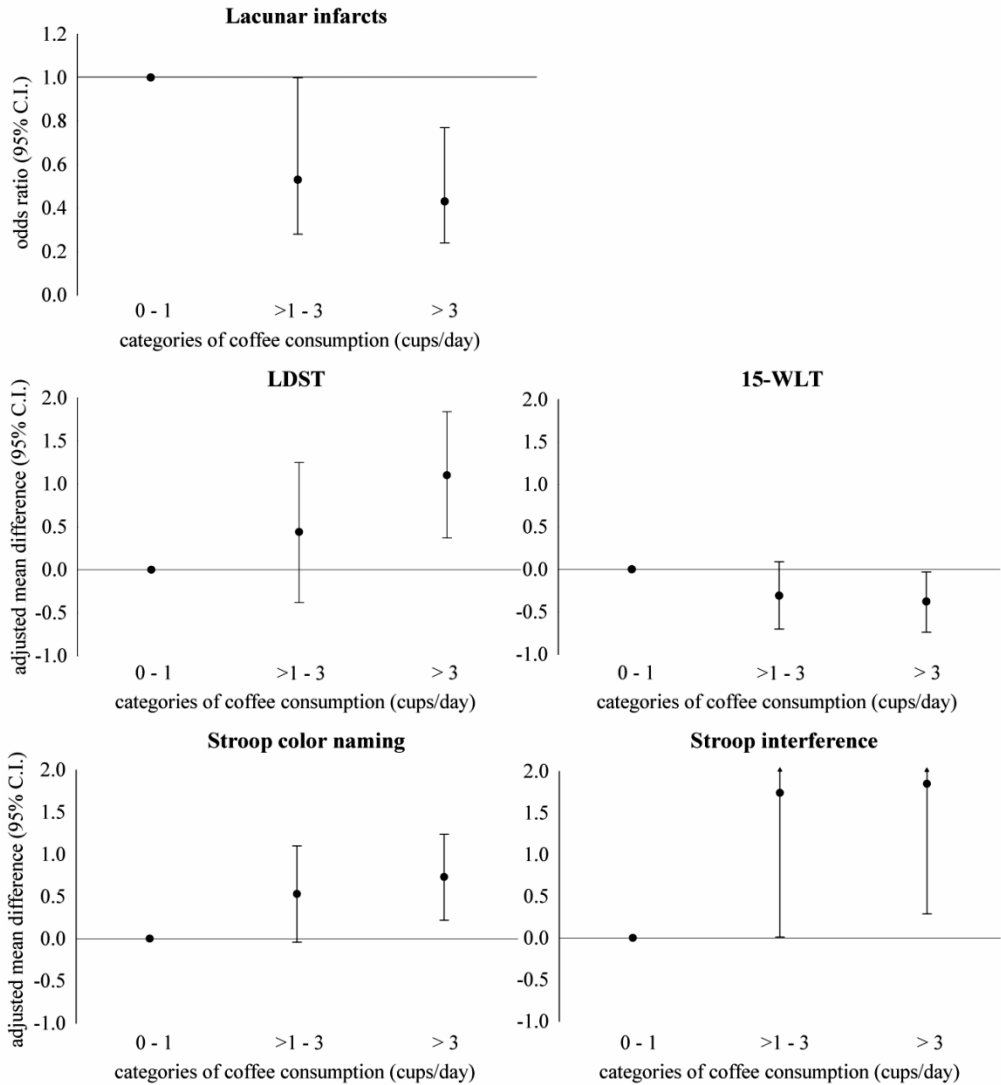 Lacunar infarcts
odds ratio (95% C.I.)
1.2
1.0
0.8
0.6
0.4
0.2
0.0
0 - 1 >1 - 3 > 3
categories of coffee consumption (cups/day)
LDST
adjusted mean difference (95% C.I.)
2.0
1.5
1.0
0.5
0.0
-0.5
-1.0
0 - 1 >1 - 3 > 3
categories of coffee consumption (cups/day)
15-WLT
2.0
1.5
1.0
0.5
0.0
-0.5
-1.0
0 - 1 >1 - 3 > 3
categories of coffee consumption (cups/day)
Stroop color naming
adjusted mean difference (95% C.I.)
2.0
1.5
1.0
0.5
0.0
-0.5
-1.0
0 - 1 >1 - 3 > 3
categories of coffee consumption (cups/day)
Stroop interference
2.0
1.5
1.0
0.5
0.0
-0.5
-1.0
0 - 1 >1 - 3 > 3
categories of coffee consumption (cups/day)